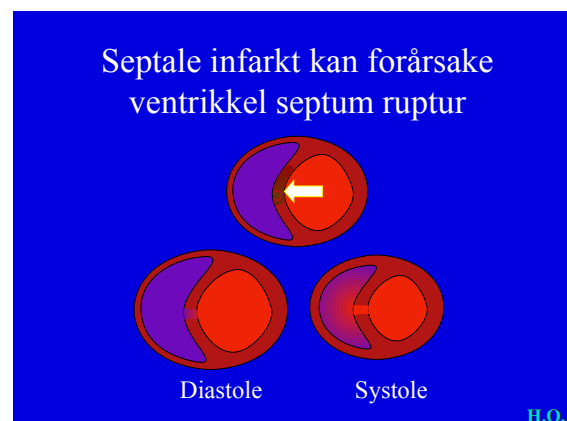 Septale infarkt kan forårsake
ventrikkel septum ruptur
Diastole
Systole
H.O.